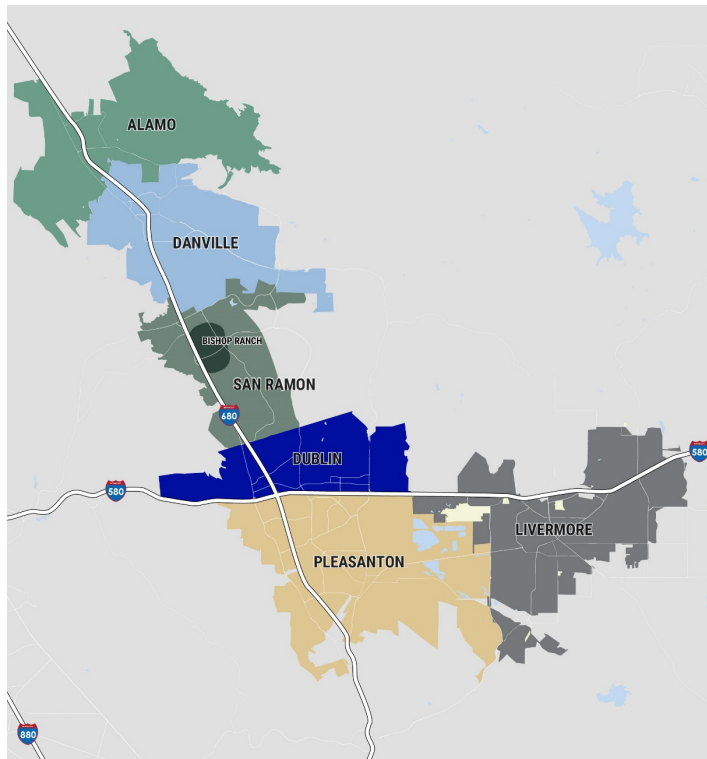 ALAMO
DANVILLE
BISHOP RANCH
SAN RAMON
680
DUBLIN
580
580
LIVERMORE
PLEASANTON
880